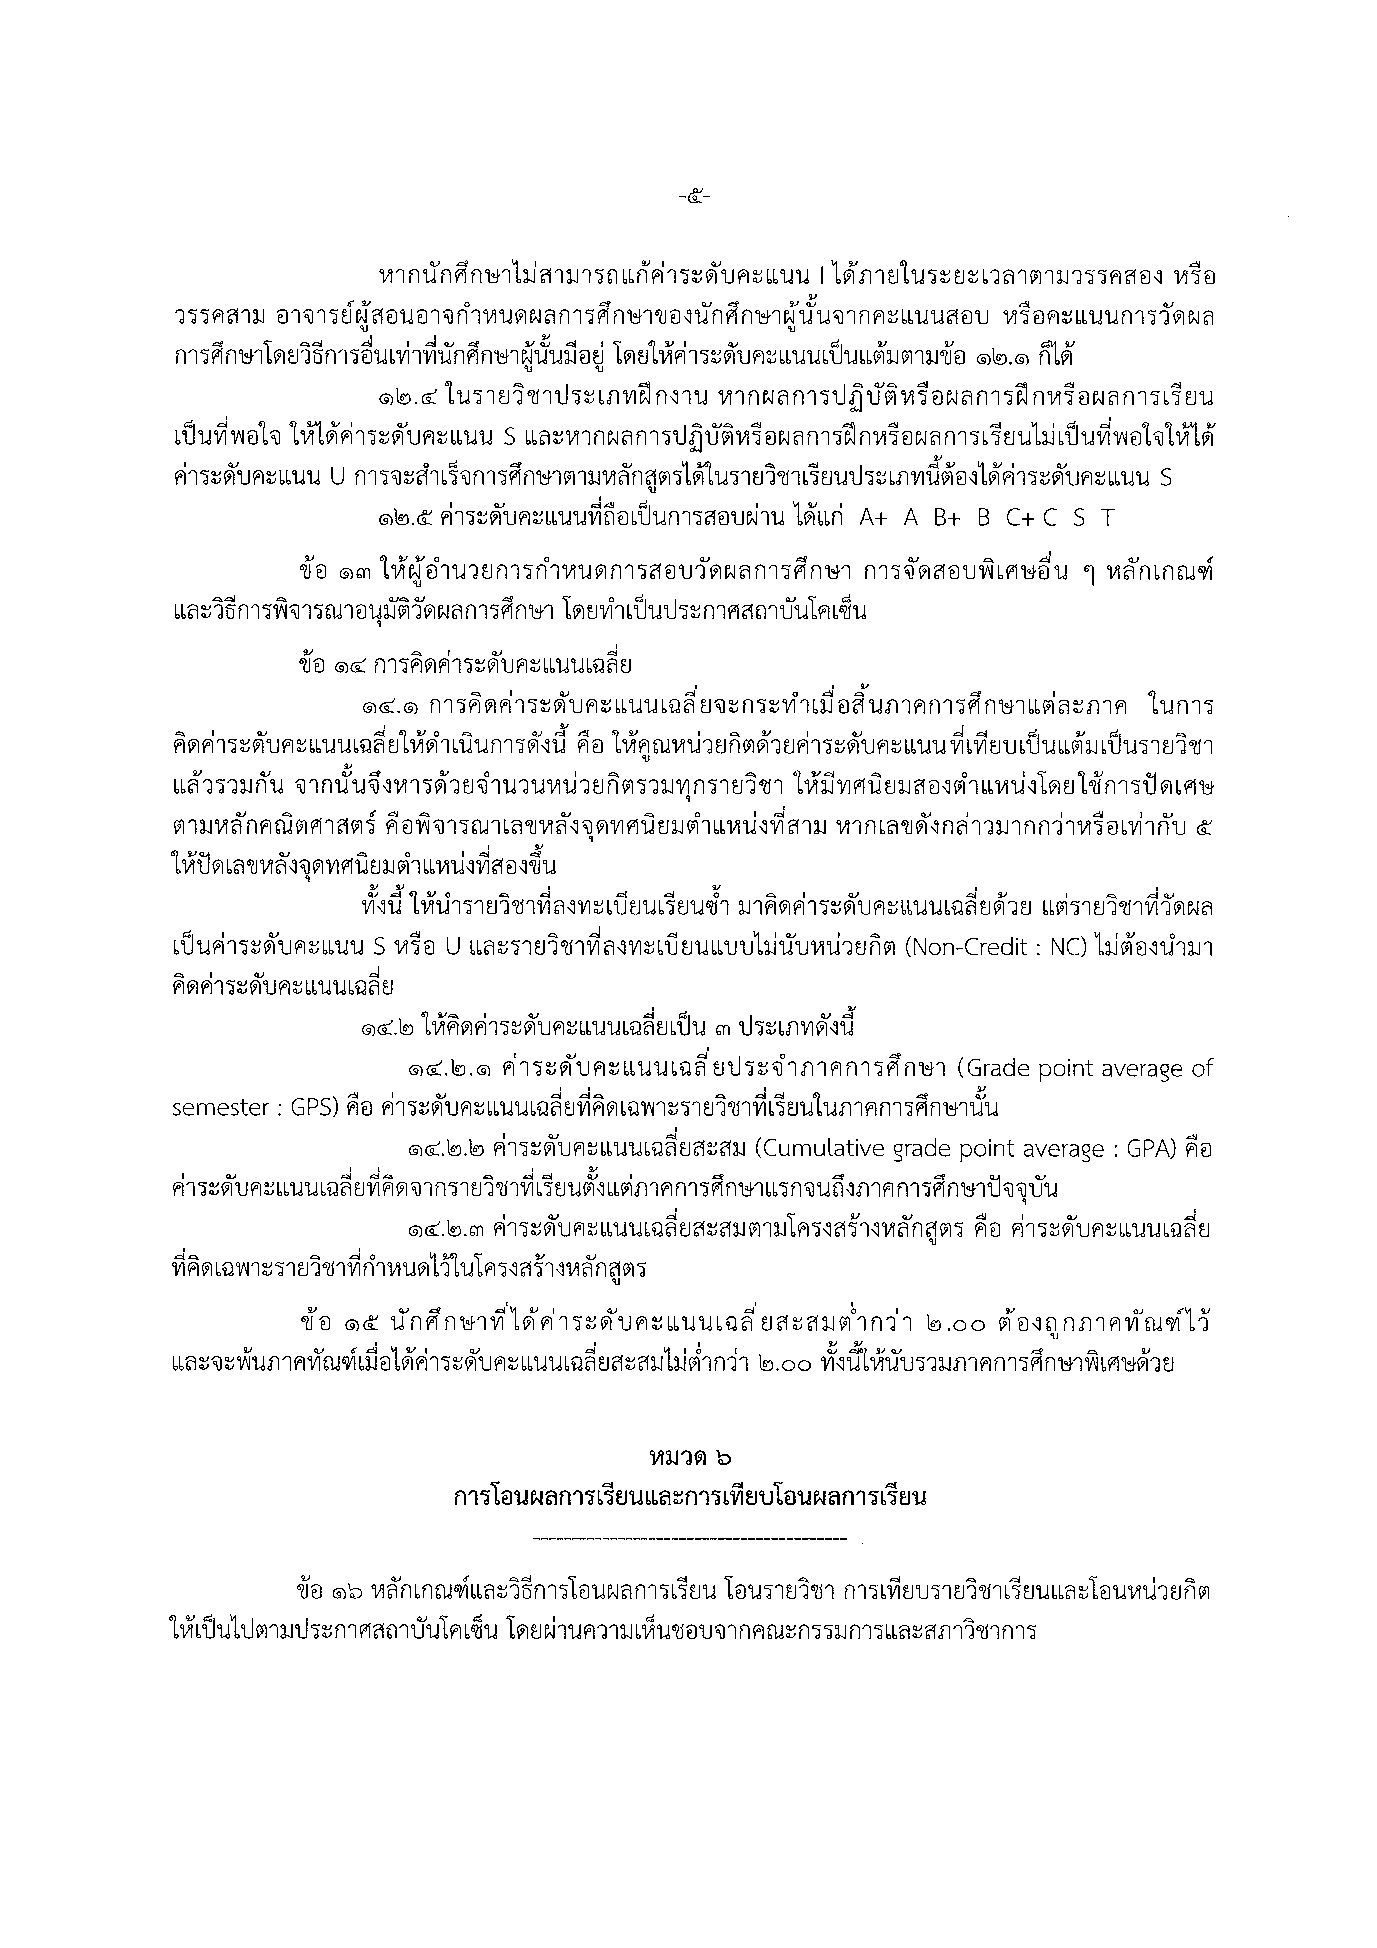 -๕-
หากนักศึกษาไม่สามารถแก้ค่าระดับคะแนน I ได้ภายในระยะเวลาตามวรรคสอง หรือ
วรรคสาม อาจารย์ผู้สอนอาจกำหนดผลการศึกษาของนักศึกษาผู้นั้นจากคะแนนสอบ หรือคะแนนการวัดผล
การศึกษาโดยวิธีการอื่นเท่าที่นักศึกษาผู้นั้นมีอยู่ โดยให้ค่าระดับคะแนนเป็นแต้มตามข้อ ๑๒.๑ ก็ได้
๑๒.๔ ในรายวิชาประเภทฝึกงาน หากผลการปฏิบัติหรือผลการฝึกหรือผลการเรียน
เป็นที่พอใจ ให้ได้ค่าระดับคะแนน S และหากผลการปฏิบัติหรือผลการฝึกหรือผลการเรียนไม่เป็นที่พอใจให้ได้
ค่าระดับคะแนน U การจะสำเร็จการศึกษาตามหลักสูตรได้ในรายวิชาเรียนประเภทนี้ต้องได้ค่าระดับคะแนน S
๑๒.๕ ค่าระดับคะแนนที่ถือเป็นการสอบผ่าน ได้แก่ A+ A B+ B C+ C S T
ข้อ ๑๓ ให้ผู้อำนวยการกำหนดการสอบวัดผลการศึกษา การจัดสอบพิเศษอื่น ๆ หลักเกณฑ์
และวิธีการพิจารณาอนุมัติวัดผลการศึกษา โดยทำเป็นประกาศสถาบันโคเซ็น
ข้อ ๑๔ การคิดค่าระดับคะแนนเฉลี่ย
๑๔.๑ การคิดค่าระดับคะแนนเฉลี่ยจะกระทำเมื่อสิ้นภาคการศึกษาแต่ละภาค ในการ
คิดค่าระดับคะแนนเฉลี่ยให้ดำเนินการดังนี้ คือ ให้คูณหน่วยกิตด้วยค่าระดับคะแนนที่เทียบเป็นแต้มเป็นรายวิชา
แล้วรวมกัน จากนั้นจึงหารด้วยจำนวนหน่วยกิตรวมทุกรายวิชา ให้มีทศนิยมสองตำแหน่งโดยใช้การปัดเศษ
ตามหลักคณิตศาสตร์ คือพิจารณาเลขหลังจุดทศนิยมตำแหน่งที่สาม หากเลขดังกล่าวมากกว่าหรือเท่ากับ ๕
ให้ปัดเลขหลังจุดทศนิยมตำแหน่งที่สองขึ้น
ทั้งนี้ ให้นำรายวิชาที่ลงทะเบียนเรียนซ้ำ มาคิดค่าระดับคะแนนเฉลี่ยด้วย แต่รายวิชาที่วัดผล
เป็นค่าระดับคะแนน S หรือ U และรายวิชาที่ลงทะเบียนแบบไม่นับหน่วยกิต (Non-Credit : NC) ไม่ต้องนำมา
คิดค่าระดับคะแนนเฉลี่ย
๑๔.๒ ให้คิดค่าระดับคะแนนเฉลี่ยเป็น ๓ ประเภทดังนี้
๑๔.๒.๑ ค่าระดับคะแนนเฉลี่ยประจำภาคการศึกษา (Grade point average of
semester : GPS) คือ ค่าระดับคะแนนเฉลี่ยที่คิดเฉพาะรายวิชาที่เรียนในภาคการศึกษานั้น
๑๔.๒.๒ ค่าระดับคะแนนเฉลี่ยสะสม (Cumulative grade point average : GPA) คือ
ค่าระดับคะแนนเฉลี่ยที่คิดจากรายวิชาที่เรียนตั้งแต่ภาคการศึกษาแรกจนถึงภาคการศึกษาปัจจุบัน
๑๔.๒.๓ ค่าระดับคะแนนเฉลี่ยสะสมตามโครงสร้างหลักสูตร คือ ค่าระดับคะแนนเฉลี่ย
ที่คิดเฉพาะรายวิชาที่กำหนดไว้ในโครงสร้างหลักสูตร
ข้อ ๑๕ นักศึกษาที่ได้ค่าระดับคะแนนเฉลี่ยสะสมต่ำกว่า ๒.๐๐ ต้องถูกภาคทัณฑ์ไว้
และจะพ้นภาคทัณฑ์เมื่อได้ค่าระดับคะแนนเฉลี่ยสะสมไม่ต่ำกว่า ๒.๐๐ ทั้งนี้ให้นับรวมภาคการศึกษาพิเศษด้วย
หมวด ๖
การโอนผลการเรียนและการเทียบโอนผลการเรียน
ข้อ ๑๖ หลักเกณฑ์และวิธีการโอนผลการเรียน โอนรายวิชา การเทียบรายวิชาเรียนและโอนหน่วยกิต
ให้เป็นไปตามประกาศสถาบันโคเซ็น โดยผ่านความเห็นชอบจากคณะกรรมการและสภาวิชาการ